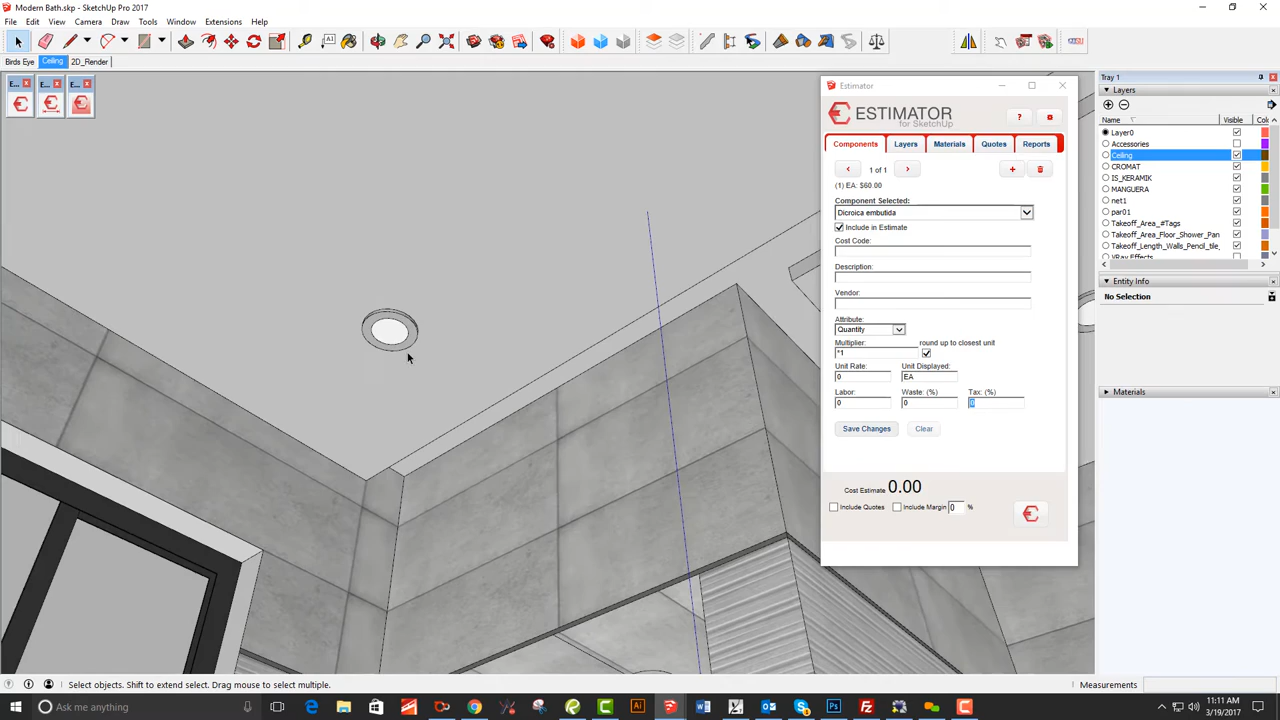 Modern Bath.skp - SketchUp Pro 2017
File Edit View Camera Draw Tools Window Extensions Help
Birds Eye Ceiling 2D_Render
E... E... E...
Estimator
ESTIMATOR
for SketchUp
Components Layers Materials Quotes Reports
1 of 1
(1) EA: $60.00
Component Selected:
Dicroica embutida
Include in Estimate
Cost Code:
Description:
Vendor:
Attribute:
Quantity
Multiplier: round up to closest unit
*1
Unit Rate: Unit Displayed:
0 EA
Labor: Waste: (%) Tax: (%)
0 0 0
Save Changes Clear
Cost Estimate 0.00
Include Quotes Include Margin 0 %
Tray 1
Layers
Name Visible Colo
Layer0
Accessories
Ceiling
CROMAT
IS_KERAMIK
MANGUERA
net1
par01
Takeoff_Area_#Tags
Takeoff_Area_Floor_Shower_Pan
Takeoff_Length_Walls_Pencil_tile_
VRay Effects
Entity Info
No Selection
Materials
Select objects. Shift to extend select. Drag mouse to select multiple.
Measurements
Ask me anything
11:11 AM
3/19/2017